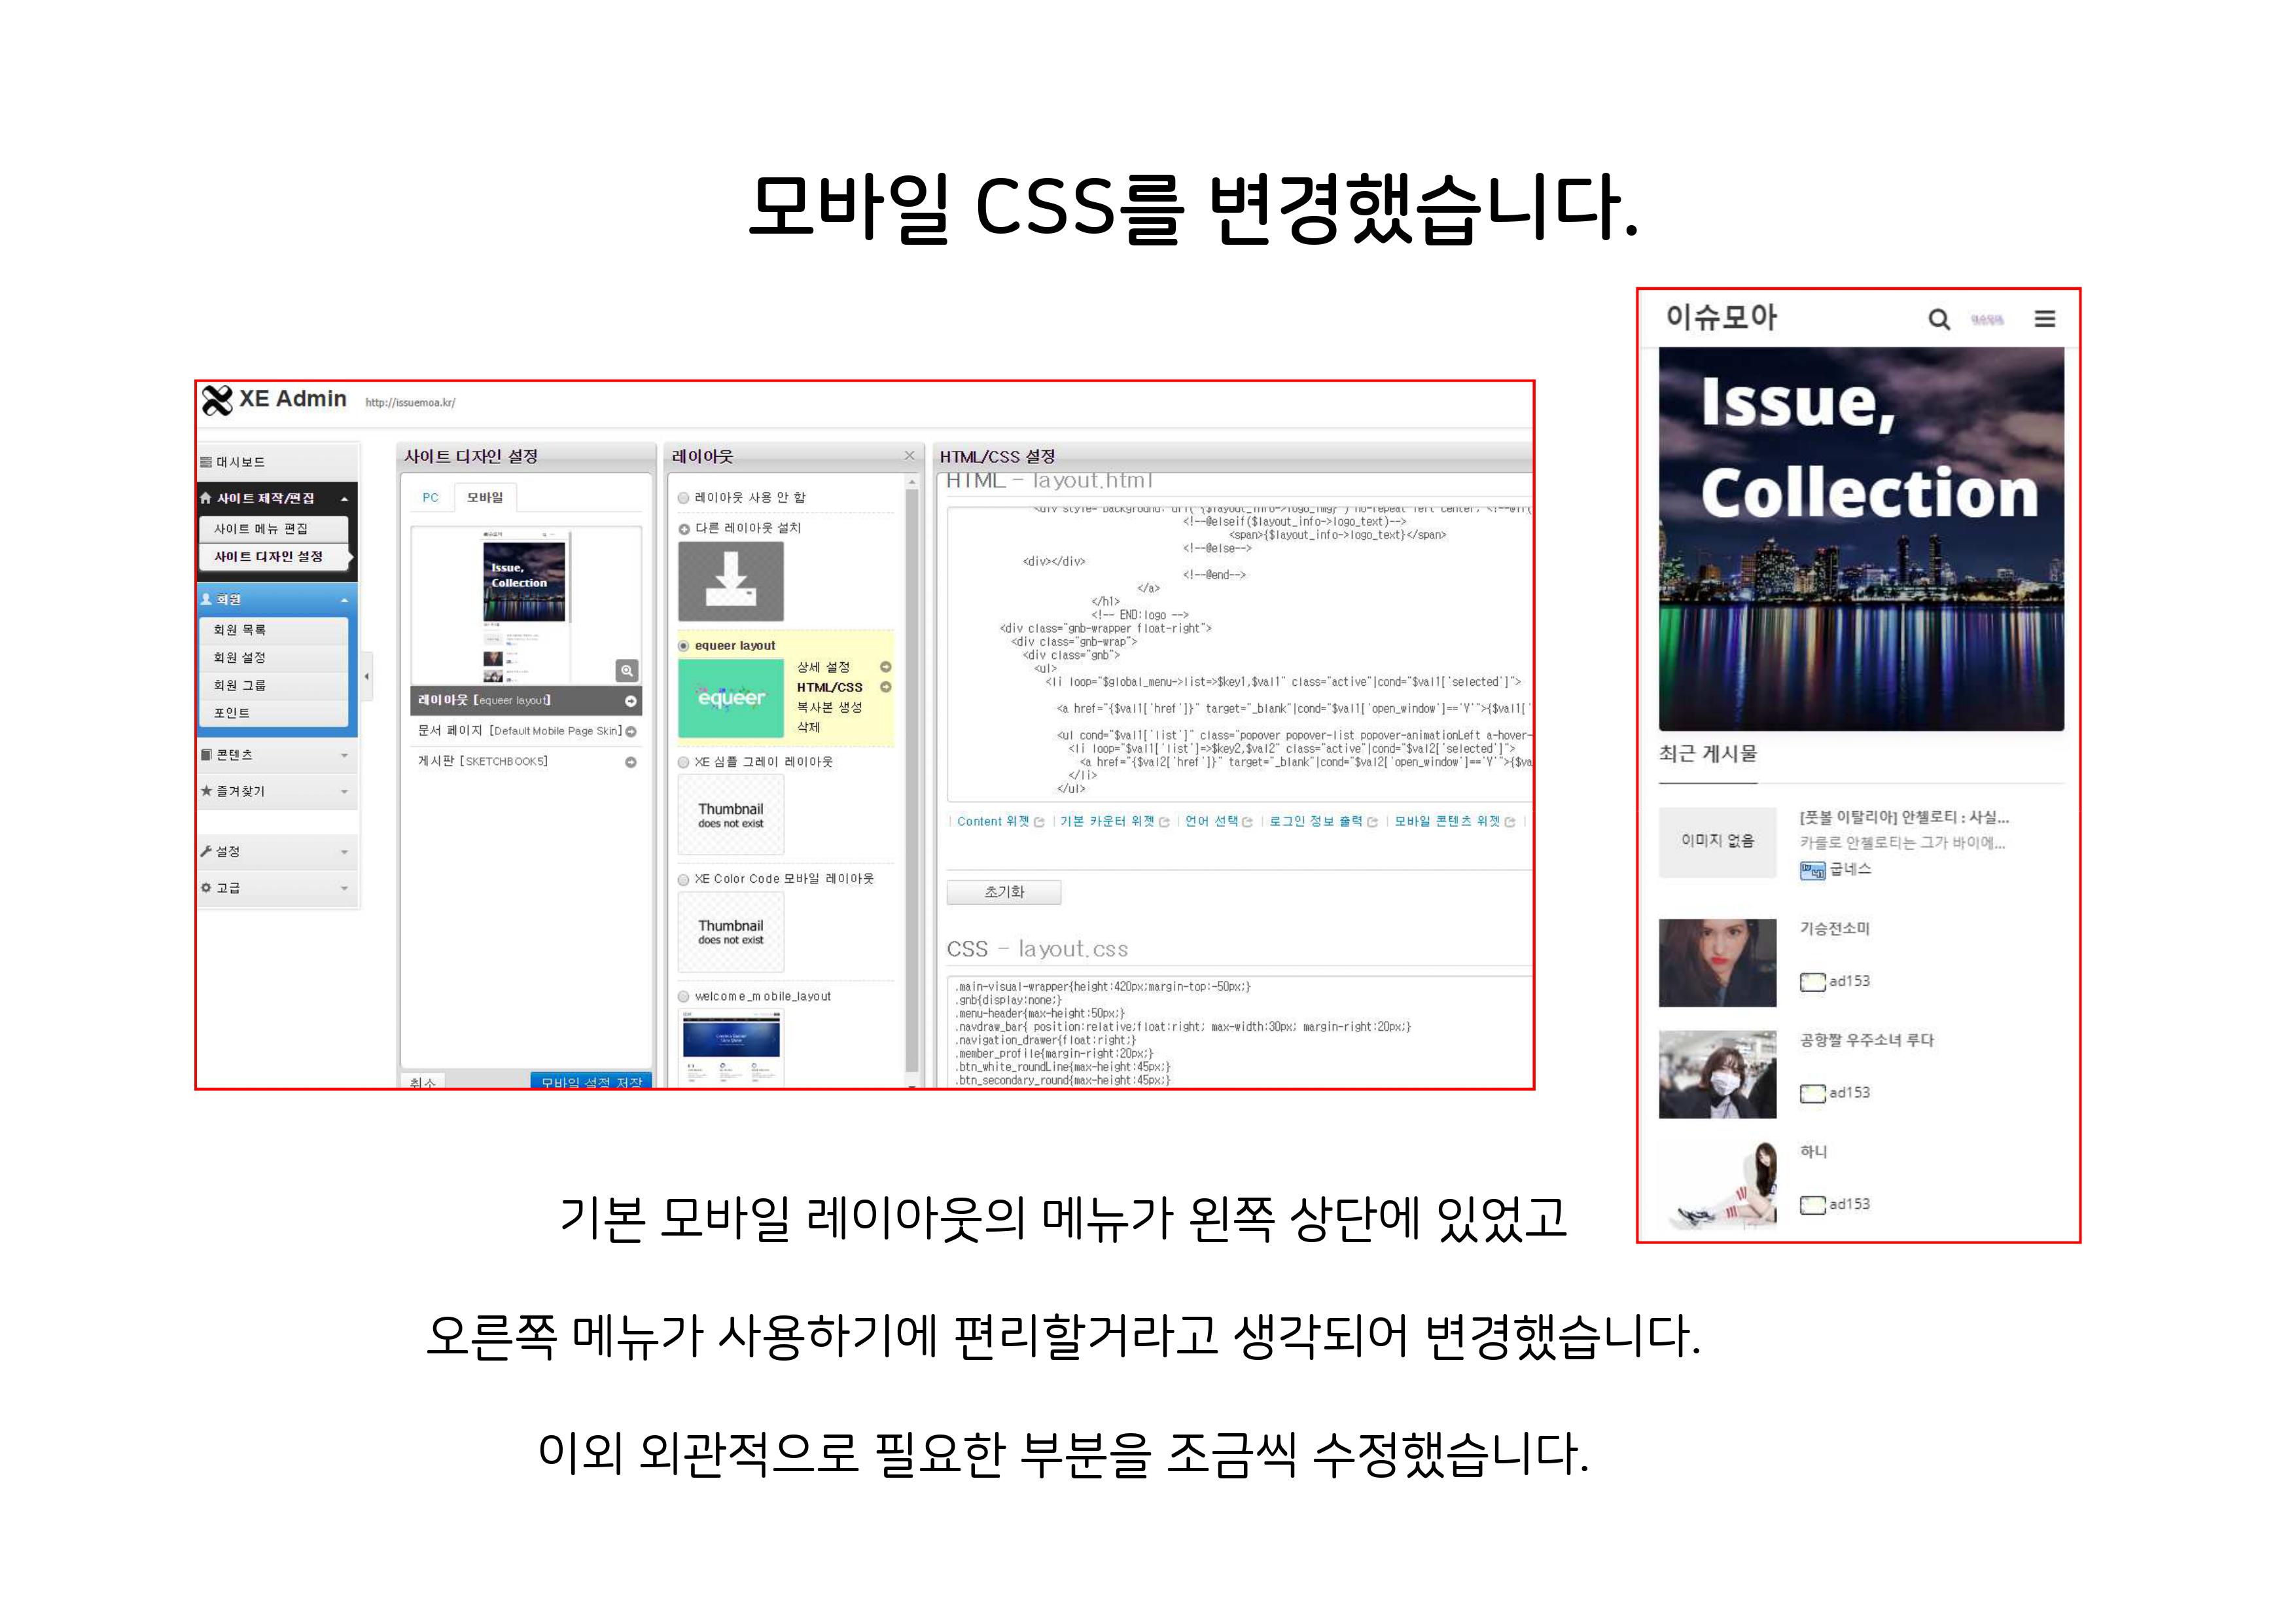 모바일 CSS를 변경했습니다.
XE Admin http://issuemoa.kr/
대시보드
사이트 제작/편집
사이트 메뉴 편집
사이트 디자인 설정
회원
회원 목록
회원 설정
회원 그룹
포인트
콘텐츠
즐겨찾기
설정
고급
사이트 디자인 설정
PC 모바일
Issue,
Collection
레이아웃 [equeer layout]
문서 페이지 [Default Mobile Page Skin]
게시판 [SKETCHBOOK5]
취소 모바일 설정 저장
레이아웃
레이아웃 사용 안 함
다른 레이아웃 설치
equeer layout
equeer
상세 설정
HTML/CSS
복사본 생성
삭제
XE 심플 그레이 레이아웃
Thumbnail
does not exist
XE Color Code 모바일 레이아웃
Thumbnail
does not exist
welcome_mobile_layout
HTML/CSS 설정
HTML - layout.html
<div style="background: url( {$layout_info->logo_img} ) no-repeat left center;
<!--@elseif($layout_info->logo_text)-->
<span>{$layout_info->logo_text}</span>
<!--@else-->
<div></div>
<!--@end-->
</a>
</h1>
<!-- END:logo -->
<div class="gnb-wrapper float-right">
<div class="gnb-wrap">
<div class="gnb">
<ul>
<li loop="$global_menu->list=>$key1,$val1" class="active"|cond="$val1['selected']">
<a href="{$val1['href']}" target="_blank"|cond="$val1['open_window']=='Y'">{$val1['
<ul cond="$val1['list']" class="popover popover-list popover-animationLeft a-hover-
<li loop="$val1['list']=>$key2,$val2" class="active"|cond="$val2['selected']">
<a href="{$val2['href']}" target="_blank"|cond="$val2['open_window']=='Y'">{$va
</li>
</ul>
Content 위젯 | 기본 카운터 위젯 | 언어 선택 | 로그인 정보 출력 | 모바일 콘텐츠 위젯
초기화
CSS - layout.css
.main-visual-wrapper{height:420px;margin-top:-50px;}
.gnb{display:none;}
.menu-header{max-height:50px;}
.navdraw_bar{ position:relative;float:right; max-width:30px; margin-right:20px;}
.navigation_drawer{float:right;}
.member_profile{margin-right:20px;}
.btn_white_roundLine{max-height:45px;}
.btn_secondary_round{max-height:45px;}
이슈모아
Issue,
Collection
최근 게시물
이미지 없음
[풋볼 이탈리아] 안첼로티 : 사실...
카를로 안첼로티는 그가 바이에...
굽네스
기승전소미
ad153
공항짤 우주소녀 루다
ad153
하니
ad153
기본 모바일 레이아웃의 메뉴가 왼쪽 상단에 있었고
오른쪽 메뉴가 사용하기에 편리할거라고 생각되어 변경했습니다.
이외 외관적으로 필요한 부분을 조금씩 수정했습니다.